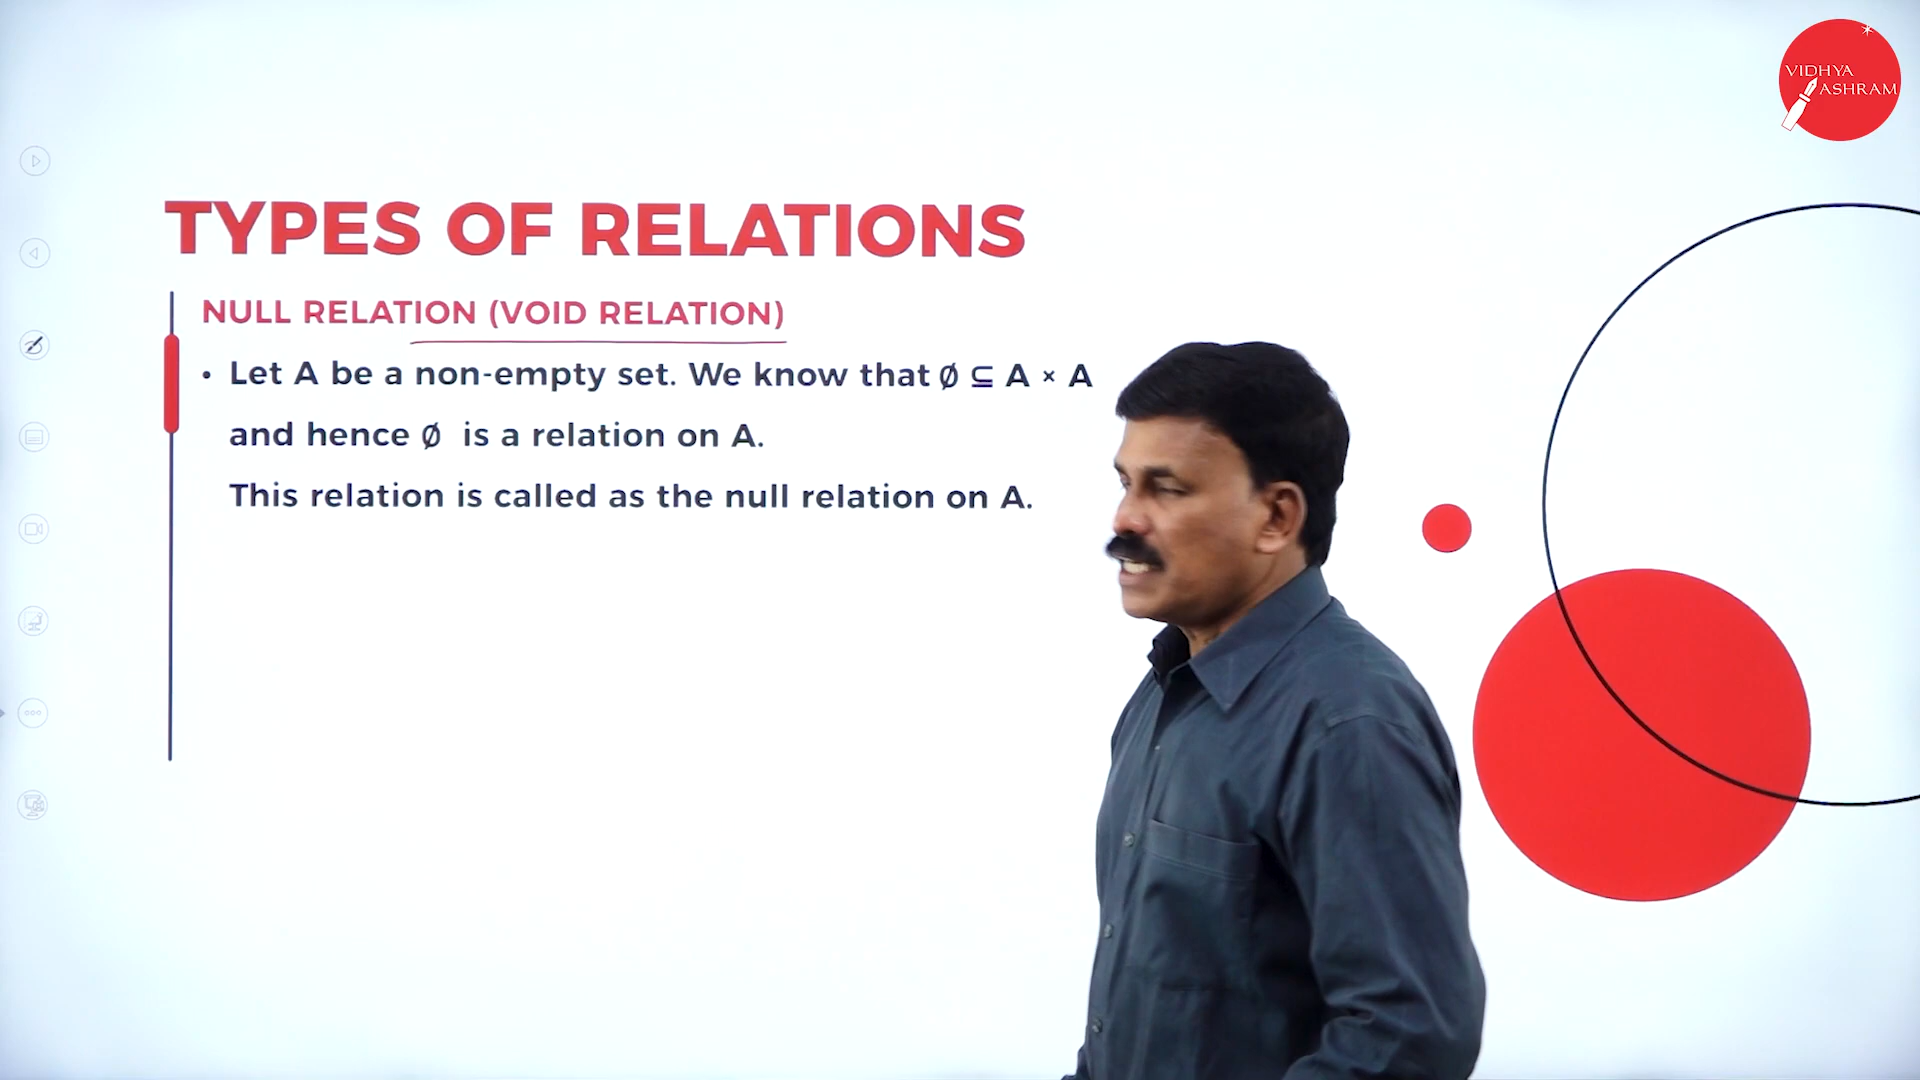 VIDHYA
ASHRAM
TYPES OF RELATIONS
NULL RELATION (VOID RELATION)
• Let A be a non-empty set. We know that ∅ ⊆ A × A
and hence ∅ is a relation on A.
This relation is called as the null relation on A.